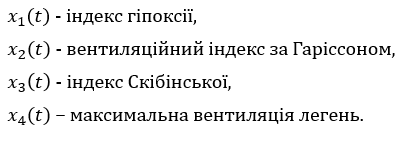 x₁(t) - індекс гіпоксії,
x₂(t) - вентиляційний індекс за Гаріссоном,
x₃(t) - індекс Скібінської,
x₄(t) – максимальна вентиляція легень.